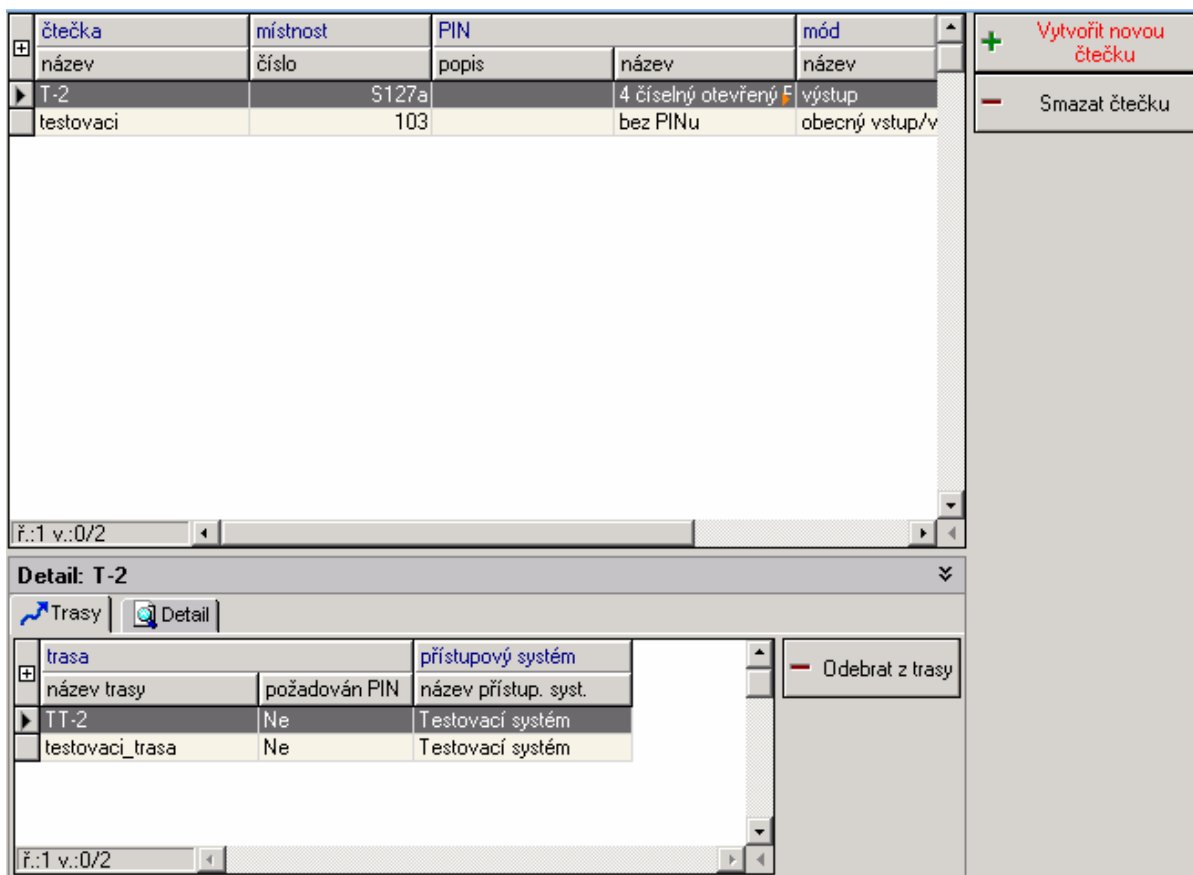 čtečka místnost PIN mód
název číslo popis název název
T-2 S127a 4 číselný otevřený výstup
testovaci 103 bez PINu obecný vstup/v
ř.:1 v.:0/2
Vytvořit novou
čtečku
Smazat čtečku
Detail: T-2
Trasy Detail
trasa přístupový systém
název trasy požadován PIN název přístup. syst.
TT-2 Ne Testovací systém
testovaci_trasa Ne Testovací systém
ř.:1 v.:0/2
Odebrat z trasy